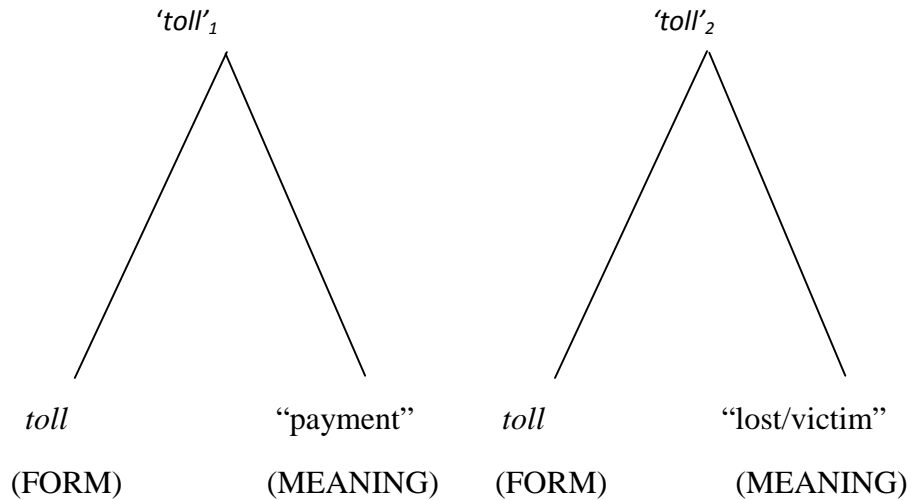 ‘toll’₁ ‘toll’₂
toll “payment” toll “lost/victim”
(FORM) (MEANING) (FORM) (MEANING)